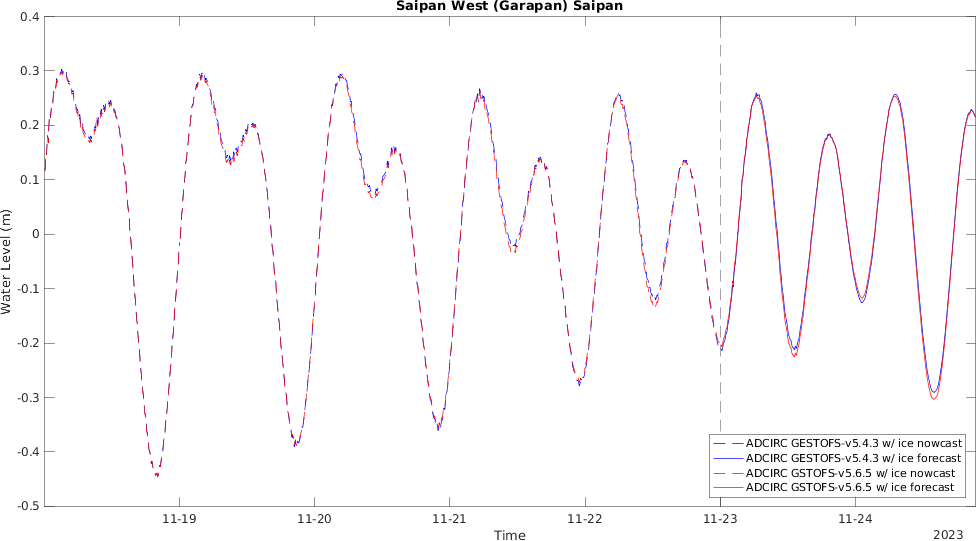 Saipan West (Garapan) Saipan
0.4
0.3
0.2
0.1
0
-0.1
-0.2
-0.3
-0.4
-0.5
Water Level (m)
11-19
11-20
11-21
11-22
11-23
11-24
Time
2023
ADCIRC GESTOFS-v5.4.3 w/ ice nowcast
ADCIRC GESTOFS-v5.4.3 w/ ice forecast
ADCIRC GSTOFS-v5.6.5 w/ ice nowcast
ADCIRC GSTOFS-v5.6.5 w/ ice forecast